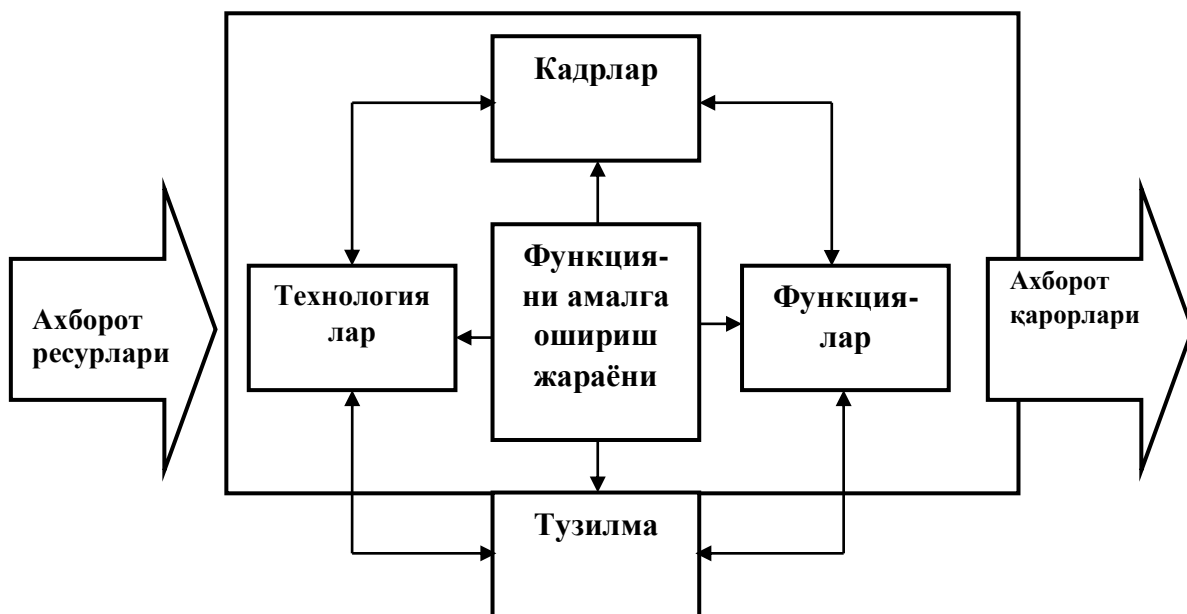 Кадрлар
Ахборот
ресурлари
Технология
лар
Функция-
ни амалга
ошириш
жараёни
Функция-
лар
Ахборот
қарорлари
Тузилма